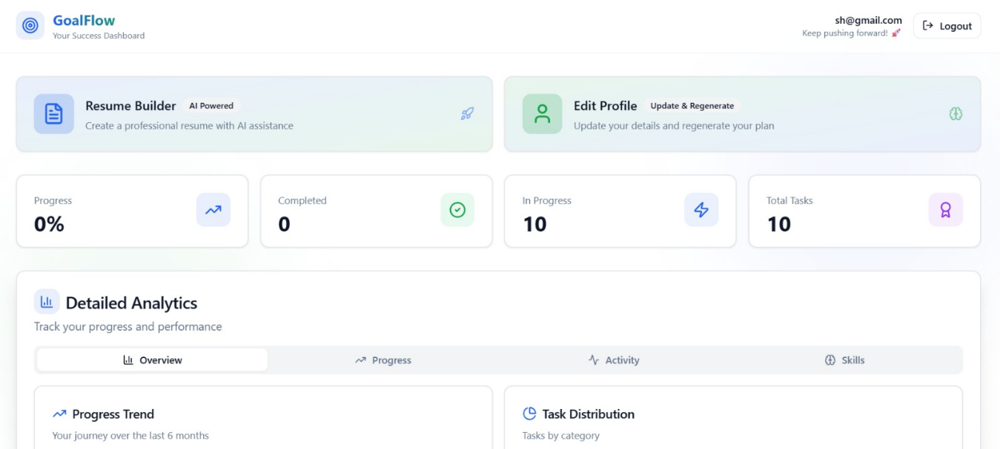 GoalFlow
Your Success Dashboard
sh@gmail.com
Keep pushing forward! 🚀
Logout
Resume Builder AI Powered
Create a professional resume with AI assistance
Edit Profile Update & Regenerate
Update your details and regenerate your plan
Progress
0%
Completed
0
In Progress
10
Total Tasks
10
Detailed Analytics
Track your progress and performance
Overview
Progress
Activity
Skills
Progress Trend
Your journey over the last 6 months
Task Distribution
Tasks by category